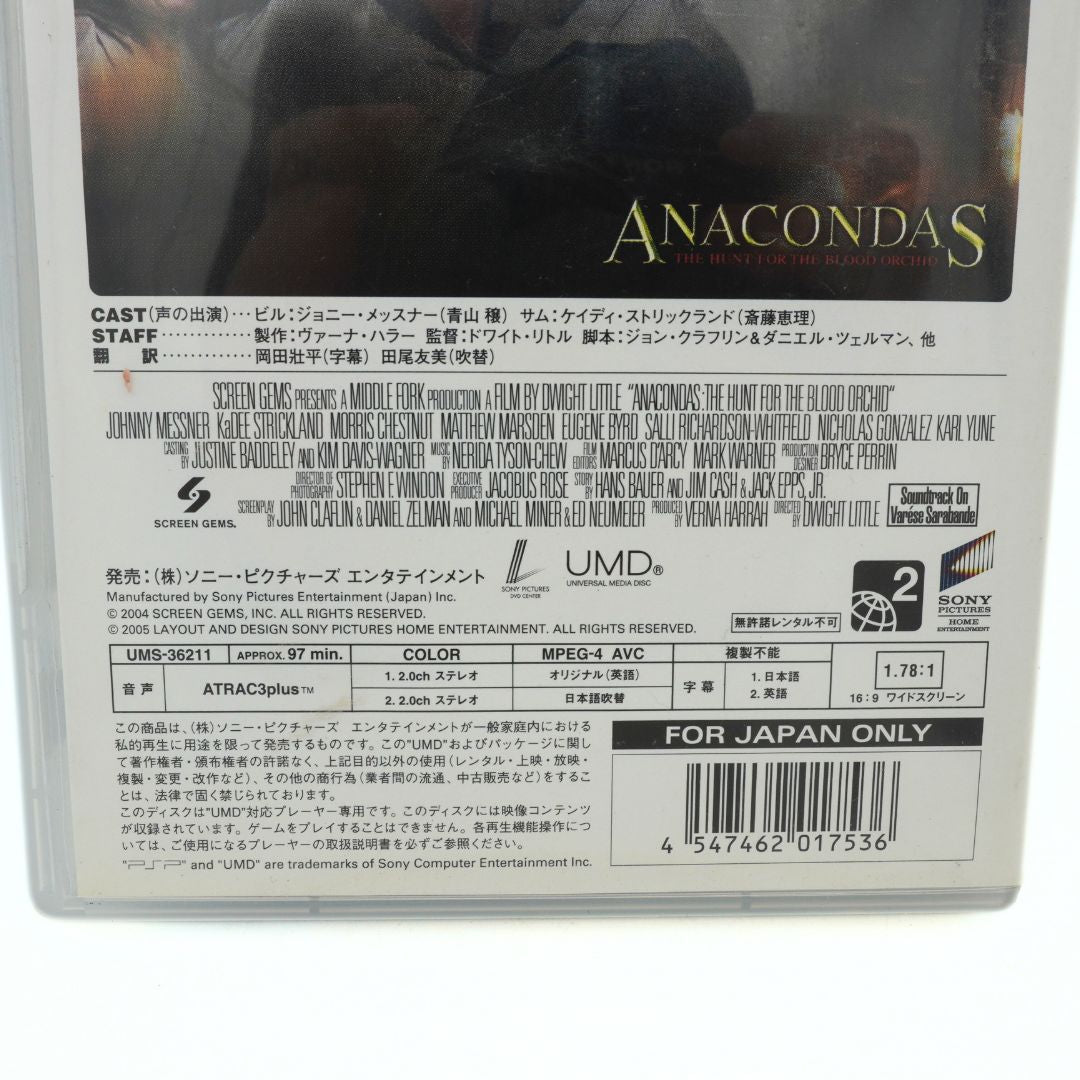 ANACONDAS
THE HUNT FOR THE BLOOD ORCHID
CAST(声の出演)…ビル:ジョニー・メッスナー(青山 穣) サム:ケイディ・ストリックランド(斎藤恵理)
STAFF…………製作:ヴァーナ・ハラー 監督:ドワイト・リトル 脚本:ジョン・クラフリン&ダニエル・ツェルマン、他
翻 訳…………岡田壯平(字幕) 田尾友美(吹替)
SCREEN GEMS PRESENTS A MIDDLE FORK PRODUCTION A FILM BY DWIGHT LITTLE "ANACONDAS: THE HUNT FOR THE BLOOD ORCHID"
JOHNNY MESSNER KaDEE STRICKLAND MORRIS CHESTNUT MATTHEW MARSDEN EUGENE BYRD SALLI RICHARDSON-WHITFIELD NICHOLAS GONZALEZ KARL YUNE
CASTING BY JUSTINE BADDELEY AND KIM DAVIS-WAGNER MUSIC BY NERIDA TYSON-CHEW FILM EDITORS MARCUS D'ARCY MARK WARNER PRODUCTION DESINER BRYCE PERRIN
DIRECTOR OF PHOTOGRAPHY STEPHEN F. WINDON EXECUTIVE PRODUCER JACOBUS ROSE STORY BY HANS BAUER AND JIM CASH & JACK EPPS, JR.
SCREENPLAY BY JOHN CLAFLIN & DANIEL ZELMAN AND MICHAEL MINER & ED NEUMEIER PRODUCED BY VERNA HARRAH DIRECTED BY DWIGHT LITTLE
SCREEN GEMS.
Soundtrack On
Varèse Sarabande
発売:(株)ソニー・ピクチャーズ エンタテインメント
Manufactured by Sony Pictures Entertainment (Japan) Inc.
© 2004 SCREEN GEMS, INC. ALL RIGHTS RESERVED.
© 2005 LAYOUT AND DESIGN SONY PICTURES HOME ENTERTAINMENT. ALL RIGHTS RESERVED.
SONY PICTURES
DVD CENTER
UMD®
UNIVERSAL MEDIA DISC
無許諾レンタル不可
2
SONY
PICTURES
HOME
ENTERTAINMENT
UMS-36211 APPROX. 97 min. COLOR MPEG-4 AVC 複製不能
音 声 ATRAC3plus™
1. 2.0ch ステレオ オリジナル(英語)
2. 2.0ch ステレオ 日本語吹替
字 幕
1. 日本語
2. 英語
1.78:1
16:9 ワイドスクリーン
この商品は、(株)ソニー・ピクチャーズ エンタテインメントが一般家庭内における
私的再生に用途を限って発売するものです。この"UMD"およびパッケージに関し
て著作権者・頒布権者の許諾なく、上記目的以外の使用(レンタル・上映・放映・
複製・変更・改作など)、その他の商行為(業者間の流通、中古販売など)をするこ
とは、法律で固く禁じられております。
このディスクは"UMD"対応プレーヤー専用です。このディスクには映像コンテンツ
が収録されています。ゲームをプレイすることはできません。各再生機能操作につ
いては、ご使用になるプレーヤーの取扱説明書を必ずご参照ください。
"PSP" and "UMD" are trademarks of Sony Computer Entertainment Inc.
FOR JAPAN ONLY
4 547462 017536